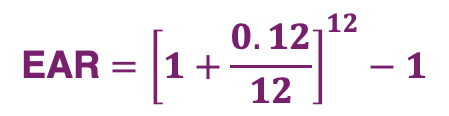 EAR = [1 + 0.12/12]^12 − 1